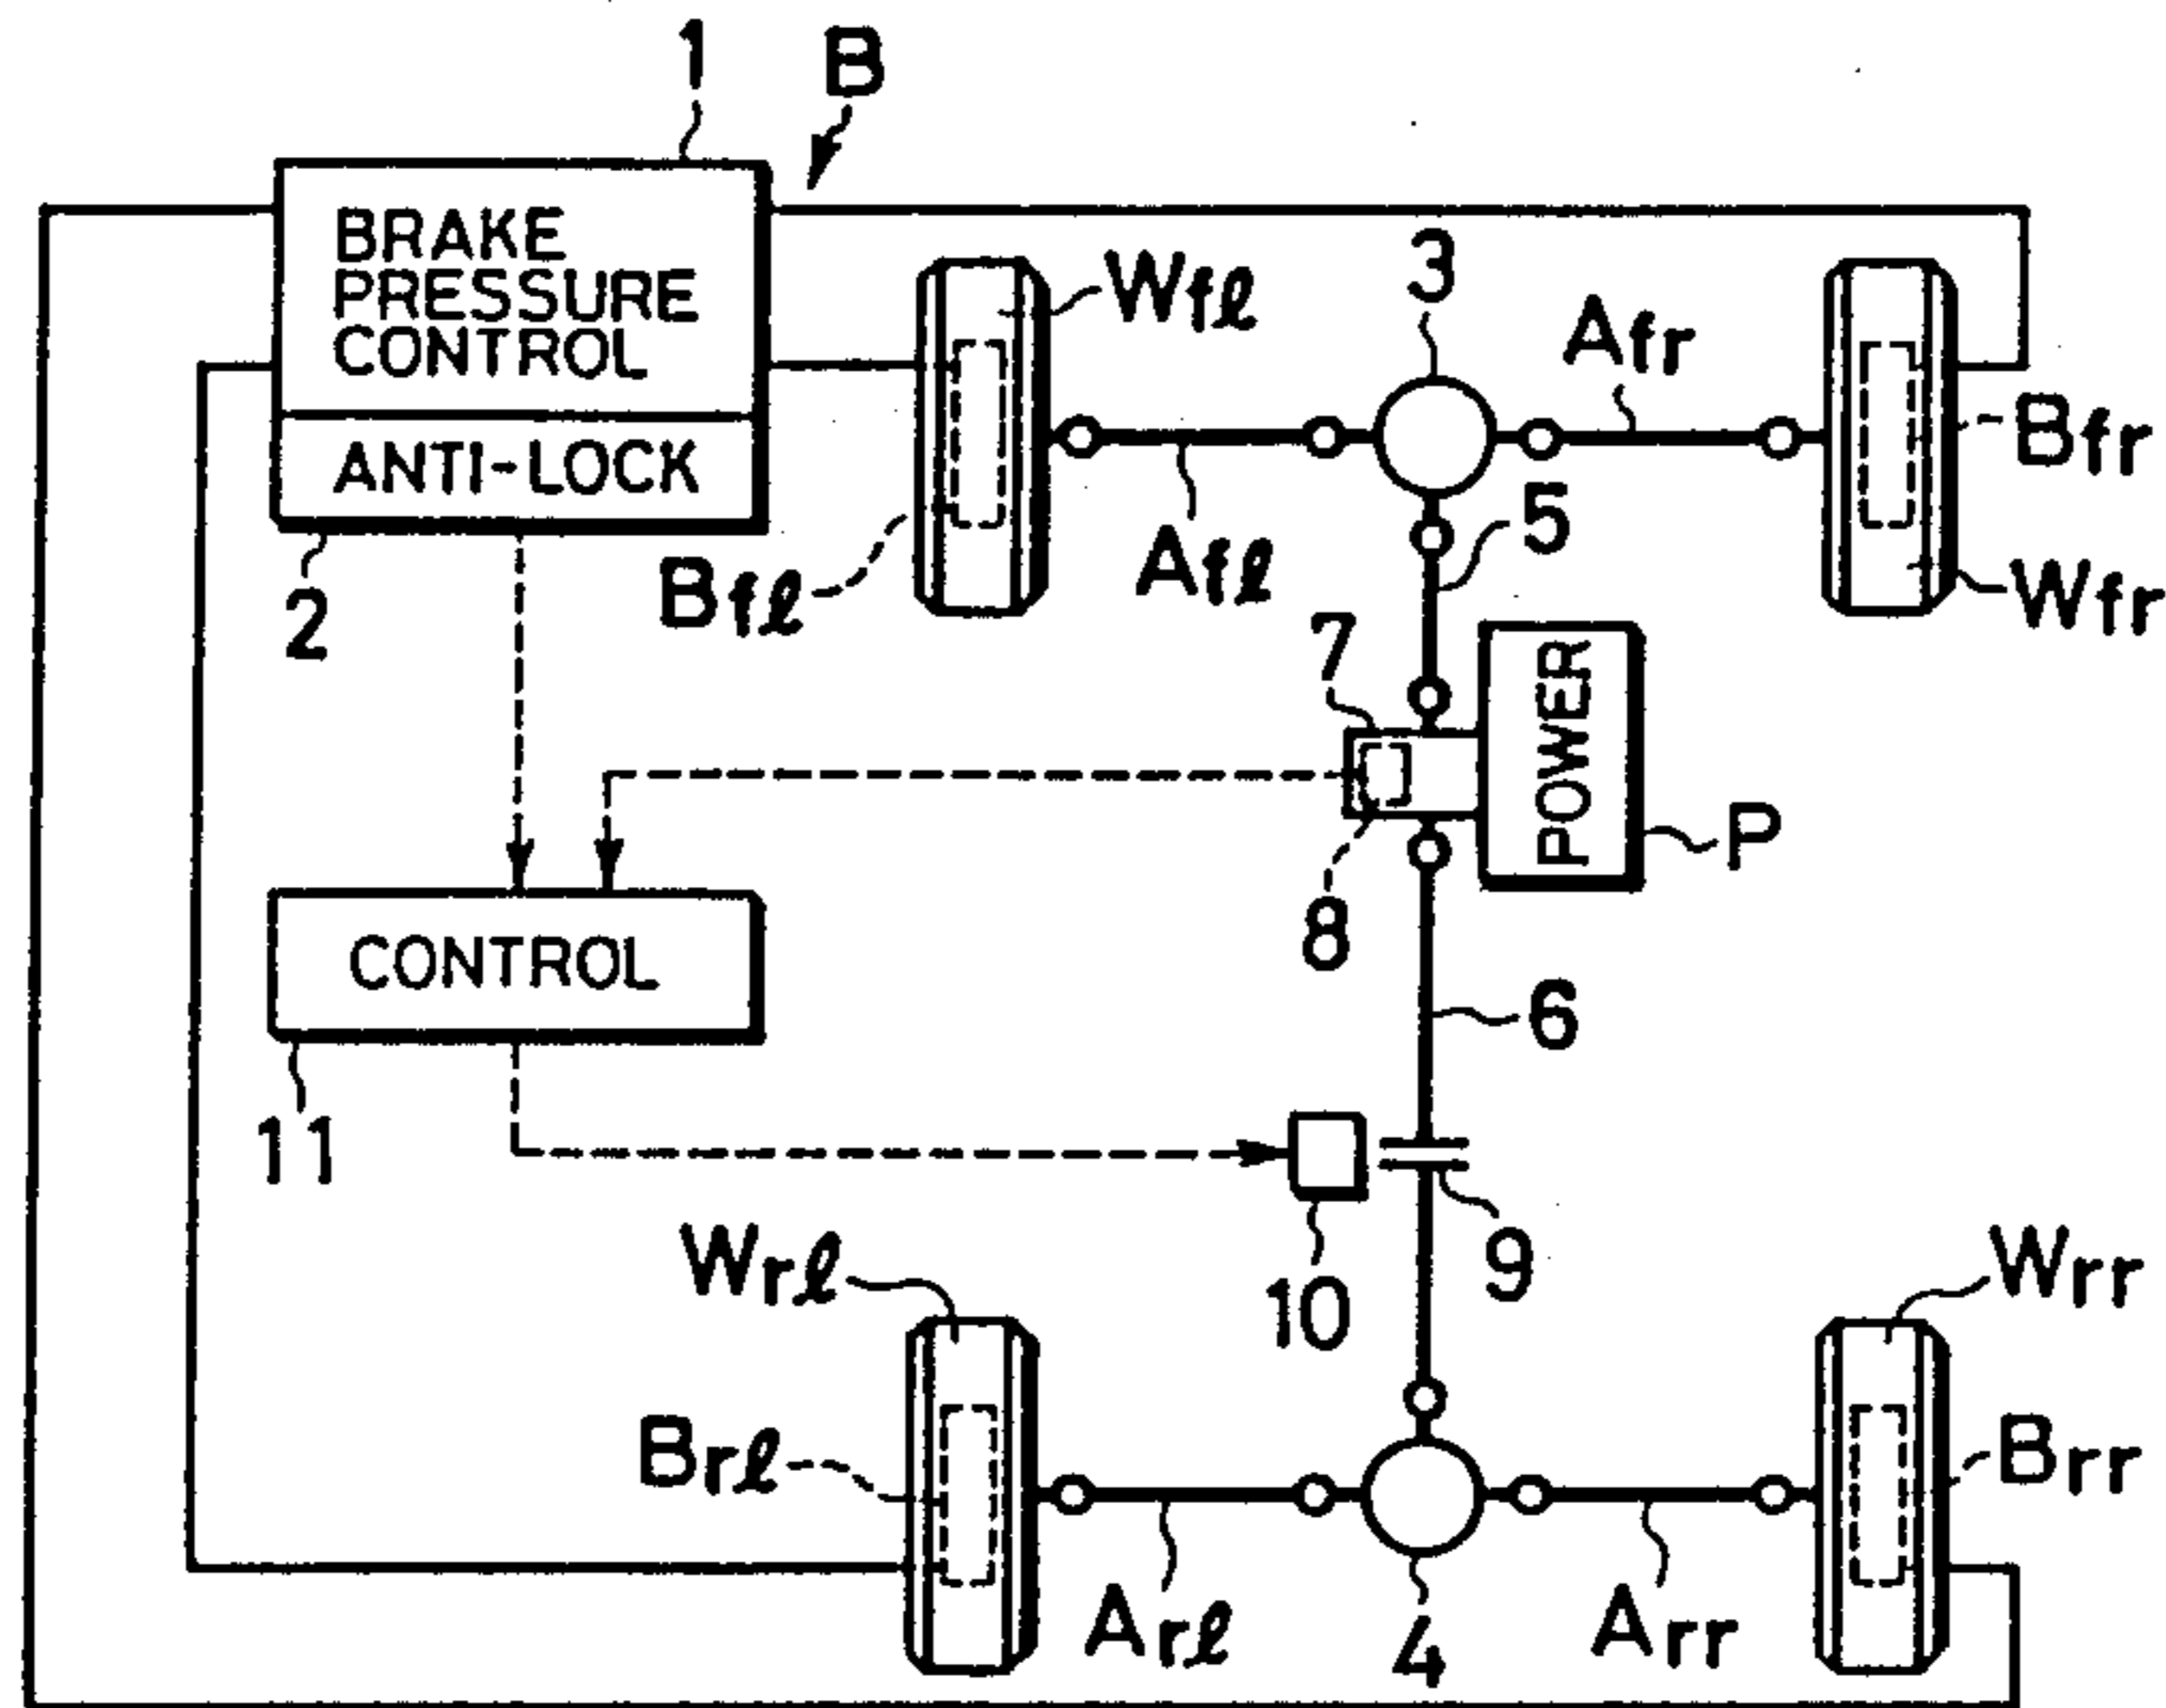 1
B
BRAKE
PRESSURE
CONTROL
ANTI-LOCK
2
Wfℓ
3
Afr
Bfr
Bfℓ
Afℓ
5
Wfr
7
POWER
P
8
CONTROL
6
11
10
9
Wrℓ
Wrr
Brℓ
Brr
Arℓ
4
Arr